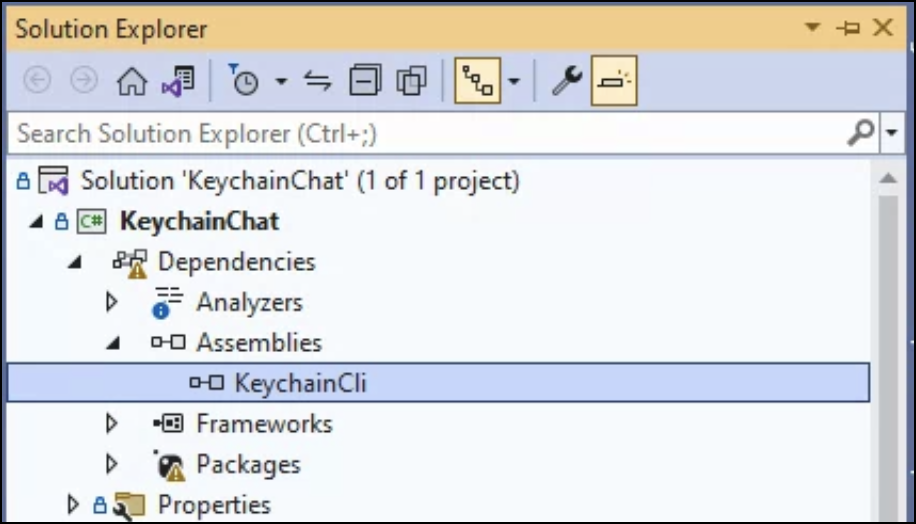 Solution Explorer
Search Solution Explorer (Ctrl+;)
Solution 'KeychainChat' (1 of 1 project)
C# KeychainChat
Dependencies
Analyzers
Assemblies
KeychainCli
Frameworks
Packages
Properties